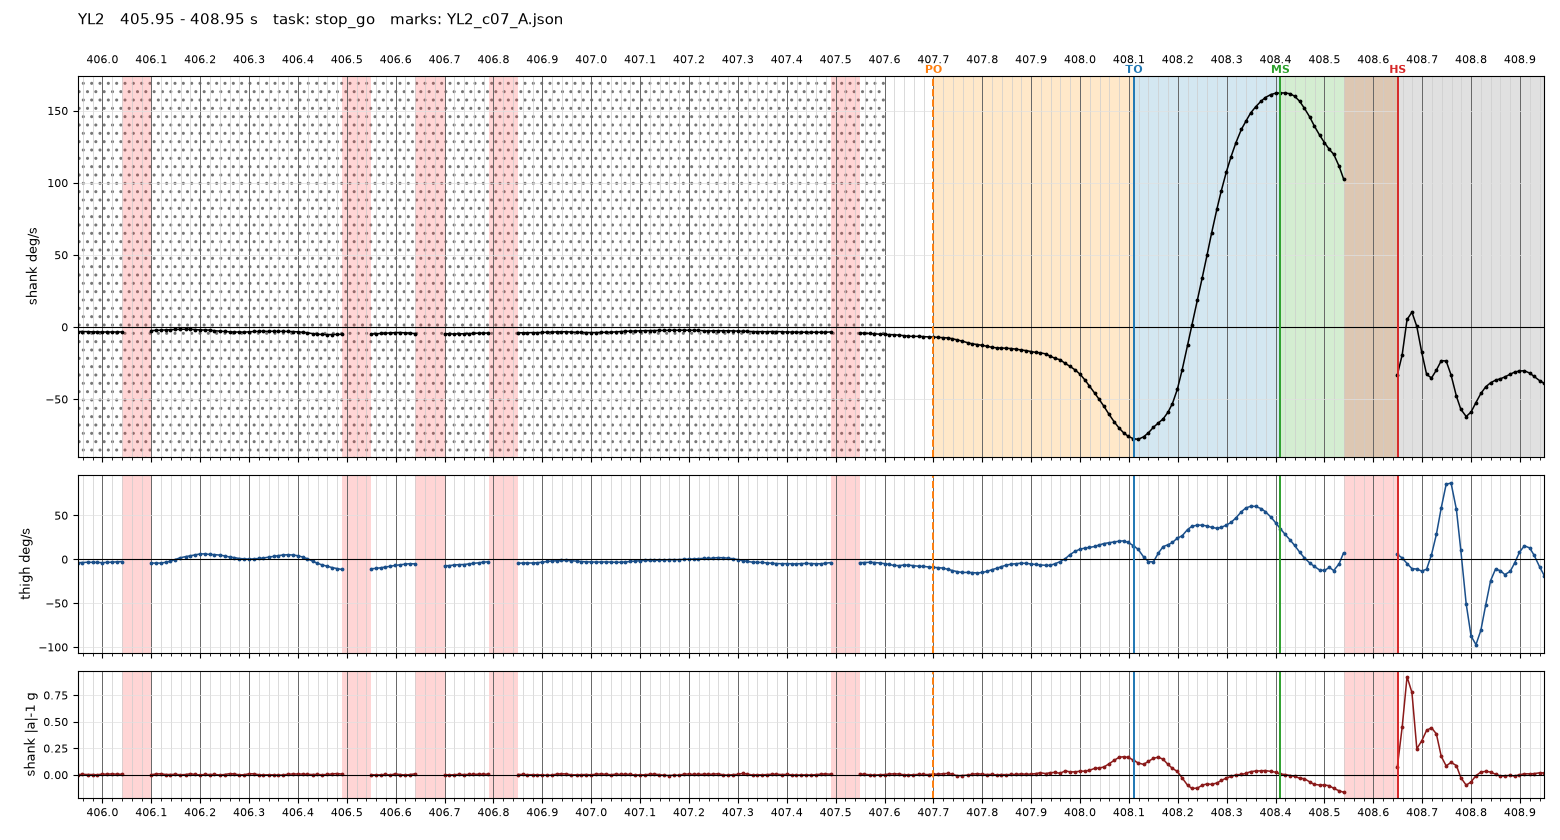 YL2   405.95 - 408.95 s   task: stop_go   marks: YL2_c07_A.json
406.0 406.1 406.2 406.3 406.4 406.5 406.6 406.7 406.8 406.9 407.0 407.1 407.2 407.3 407.4 407.5 407.6 407.7 407.8 407.9 408.0 408.1 408.2 408.3 408.4 408.5 408.6 408.7 408.8 408.9
PO TO MS HS
shank deg/s
150
100
50
0
−50
thigh deg/s
50
0
−50
−100
shank |a|-1 g
0.75
0.50
0.25
0.00
406.0 406.1 406.2 406.3 406.4 406.5 406.6 406.7 406.8 406.9 407.0 407.1 407.2 407.3 407.4 407.5 407.6 407.7 407.8 407.9 408.0 408.1 408.2 408.3 408.4 408.5 408.6 408.7 408.8 408.9